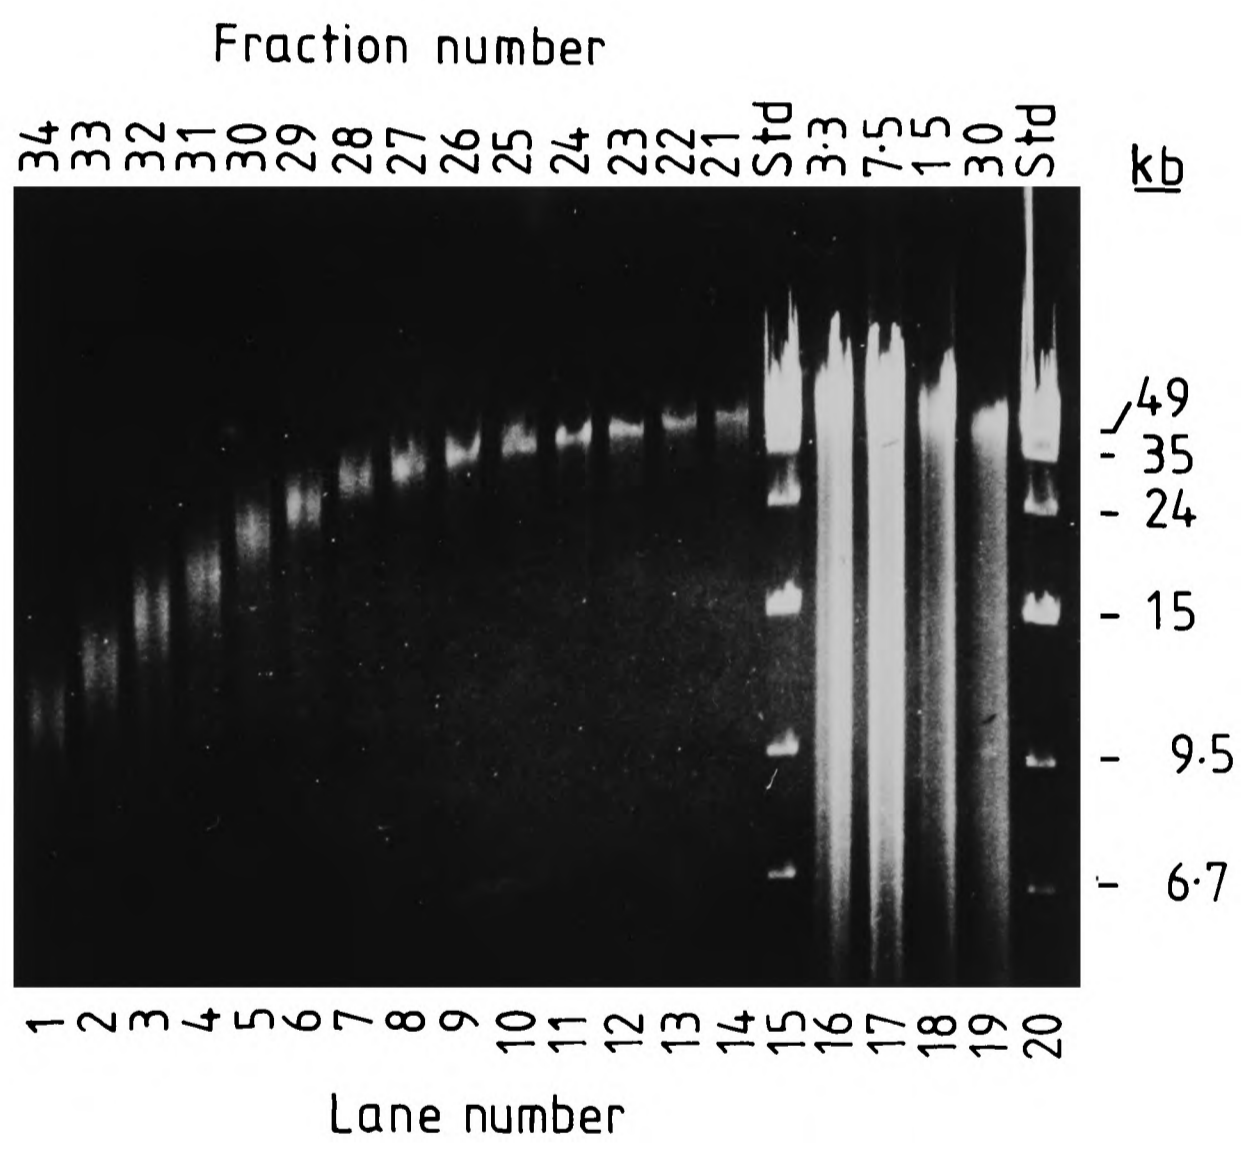 Fraction number
34 33 32 31 30 29 28 27 26 25 24 23 22 21 Std 3·3 7·5 15 30 Std
kb
49
35
24
15
9·5
6·7
1 2 3 4 5 6 7 8 9 10 11 12 13 14 15 16 17 18 19 20
Lane number